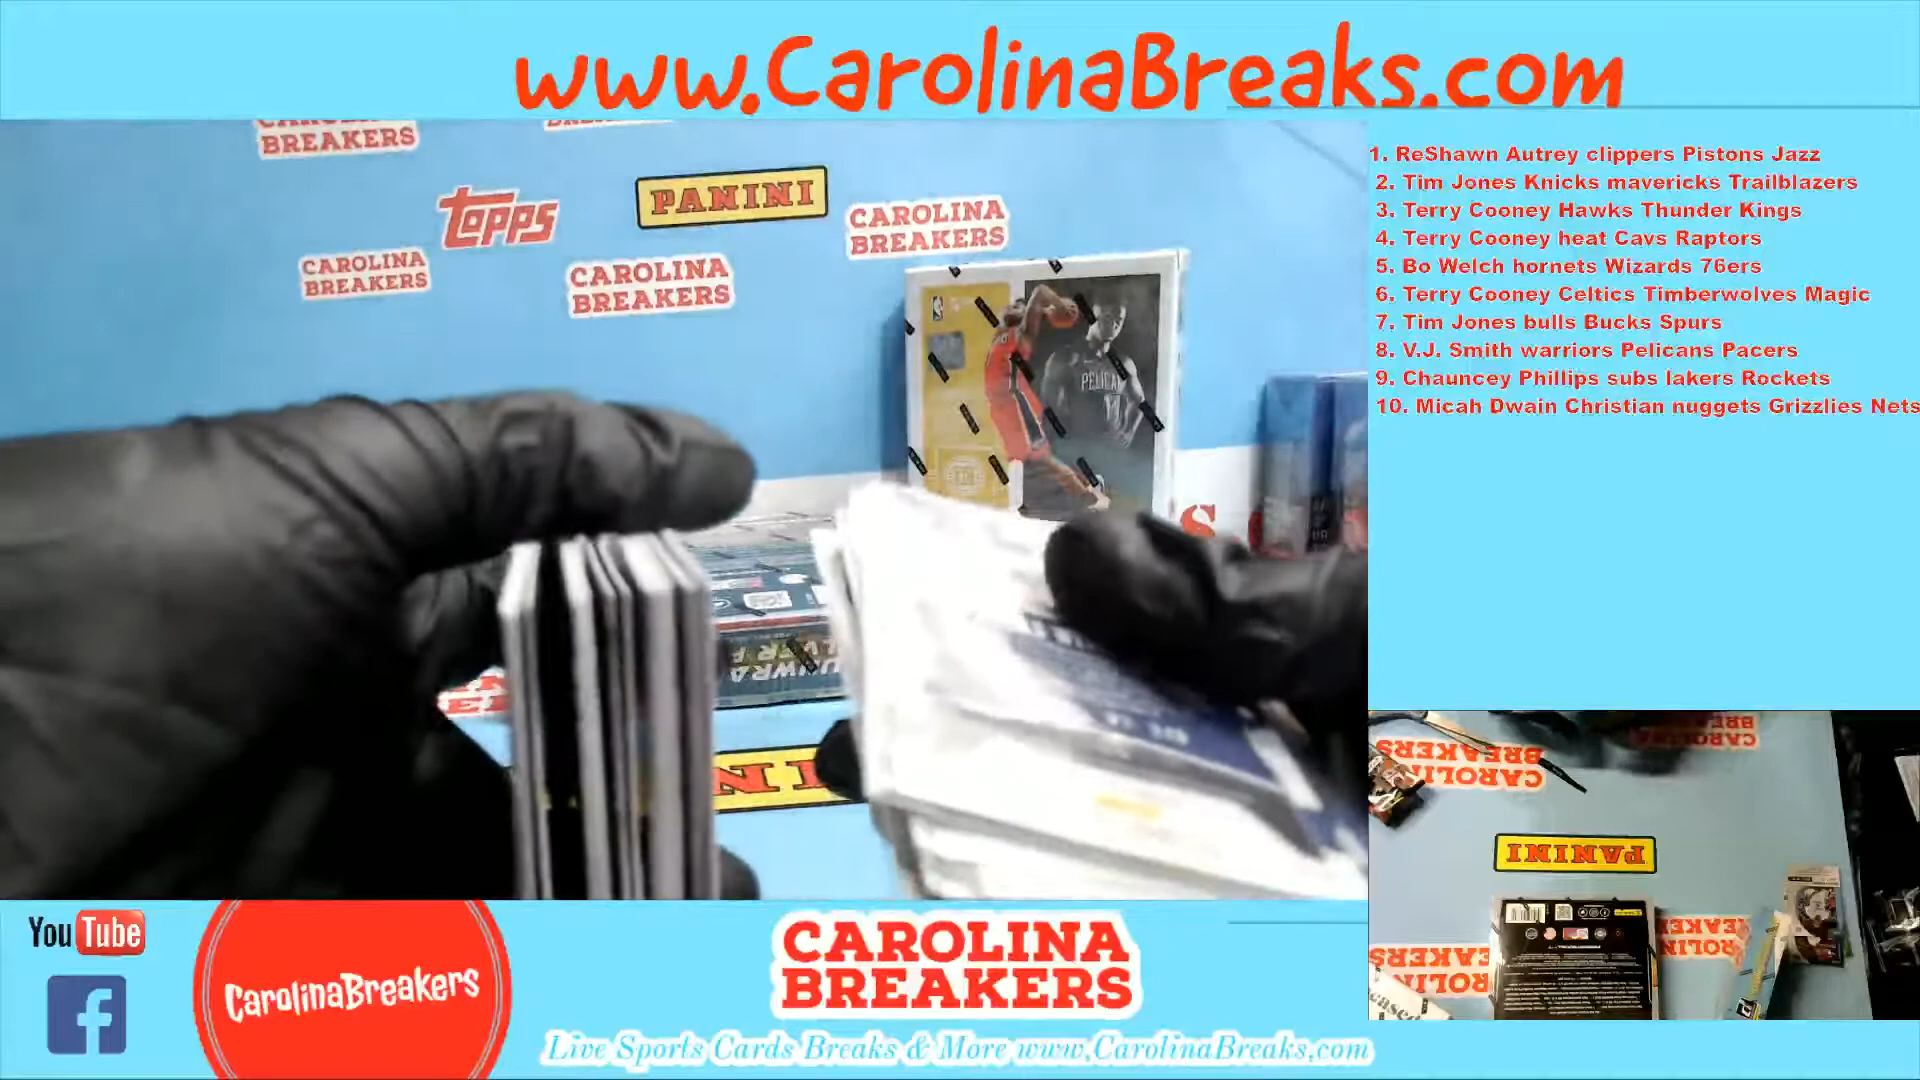 www.CarolinaBreaks.com
BREAKERS
TOPPS
PANINI
CAROLINA
BREAKERS
CAROLINA
BREAKERS
CAROLINA
BREAKERS
PELICA
1. ReShawn Autrey clippers Pistons Jazz
2. Tim Jones Knicks mavericks Trailblazers
3. Terry Cooney Hawks Thunder Kings
4. Terry Cooney heat Cavs Raptors
5. Bo Welch hornets Wizards 76ers
6. Terry Cooney Celtics Timberwolves Magic
7. Tim Jones bulls Bucks Spurs
8. V.J. Smith warriors Pelicans Pacers
9. Chauncey Phillips subs lakers Rockets
10. Micah Dwain Christian nuggets Grizzlies Nets
CAROLINA
BREAKERS
PANINI
YouTube
CarolinaBreakers
CAROLINA
BREAKERS
Live Sports Cards Breaks & More www.CarolinaBreaks.com